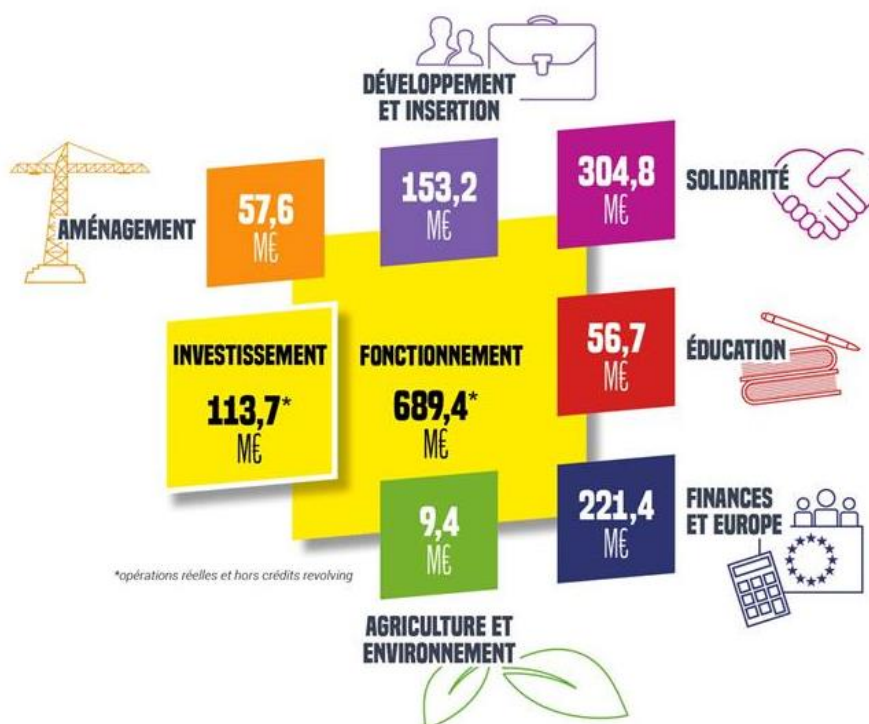 DÉVELOPPEMENT
ET INSERTION
AMÉNAGEMENT
57,6
M€
153,2
M€
304,8
M€
SOLIDARITÉ
INVESTISSEMENT
113,7*
M€
FONCTIONNEMENT
689,4*
M€
56,7
M€
ÉDUCATION
9,4
M€
221,4
M€
FINANCES
ET EUROPE
*opérations réelles et hors crédits revolving
AGRICULTURE ET
ENVIRONNEMENT